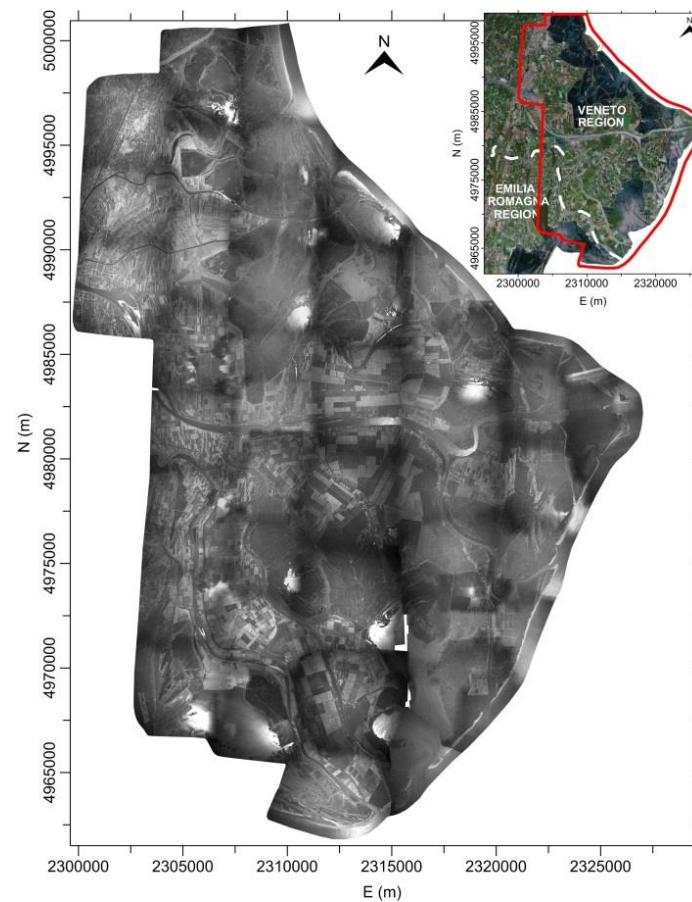 N
5000000
4995000
4990000
4985000
4980000
4975000
4970000
4965000
N (m)
2300000 2305000 2310000 2315000 2320000 2325000
E (m)
N
4995000
4985000
4975000
4965000
N (m)
VENETO
REGION
EMILIA
ROMAGNA
REGION
2300000 2310000 2320000
E (m)